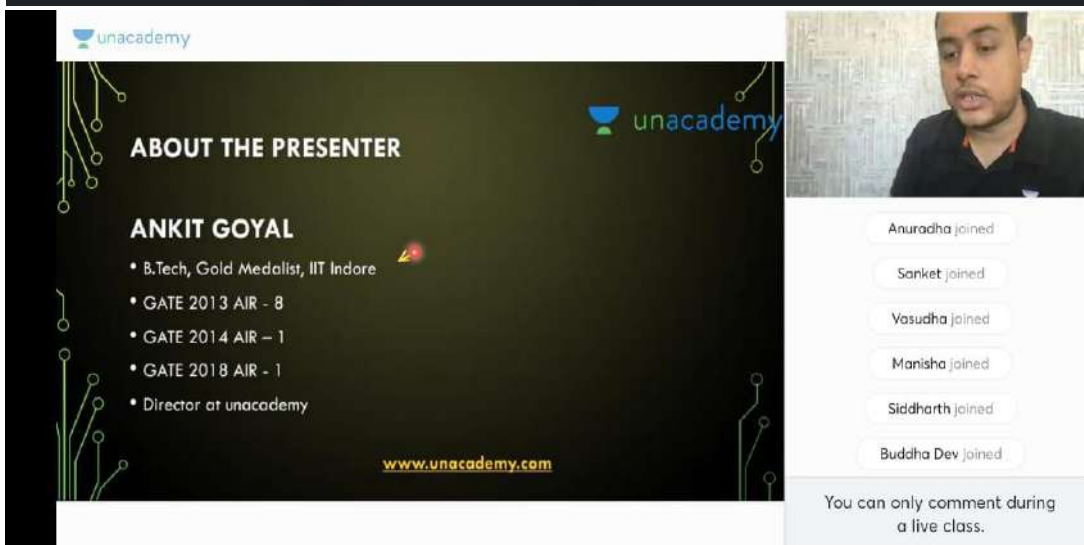 unacademy
unacademy
ABOUT THE PRESENTER
ANKIT GOYAL
• B.Tech, Gold Medalist, IIT Indore
• GATE 2013 AIR - 8
• GATE 2014 AIR – 1
• GATE 2018 AIR - 1
• Director at unacademy
www.unacademy.com
Anuradha joined
Sanket joined
Vasudha joined
Manisha joined
Siddharth joined
Buddha Dev joined
You can only comment during
a live class.